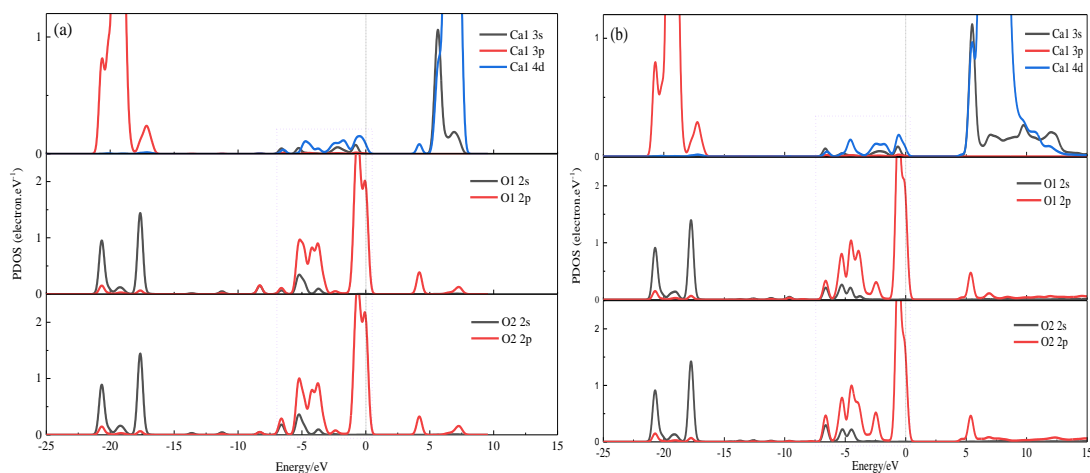 (a)
Ca1 3s
Ca1 3p
Ca1 4d
1
0
O1 2s
O1 2p
2
1
0
PDOS (electron.eV⁻¹)
O2 2s
O2 2p
2
1
0
-25 -20 -15 -10 -5 0 5 10 15
Energy/eV
(b)
Ca1 3s
Ca1 3p
Ca1 4d
1
0
O1 2s
O1 2p
2
1
0
PDOS (electron.eV⁻¹)
O2 2s
O2 2p
2
1
0
-25 -20 -15 -10 -5 0 5 10 15
Energy/eV